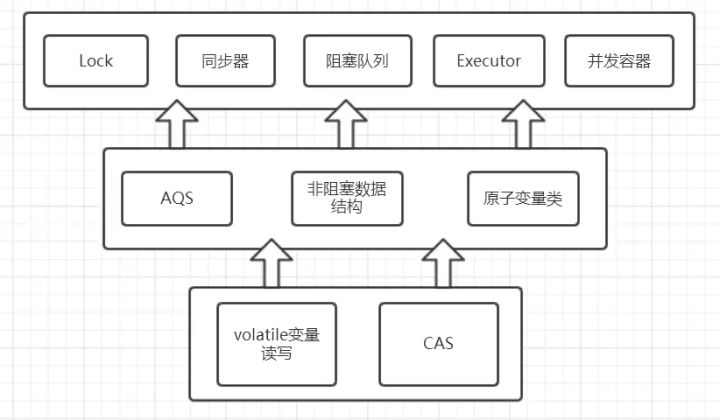 Lock
同步器
阻塞队列
Executor
并发容器
AQS
非阻塞数据
结构
原子变量类
volatile变量
读写
CAS